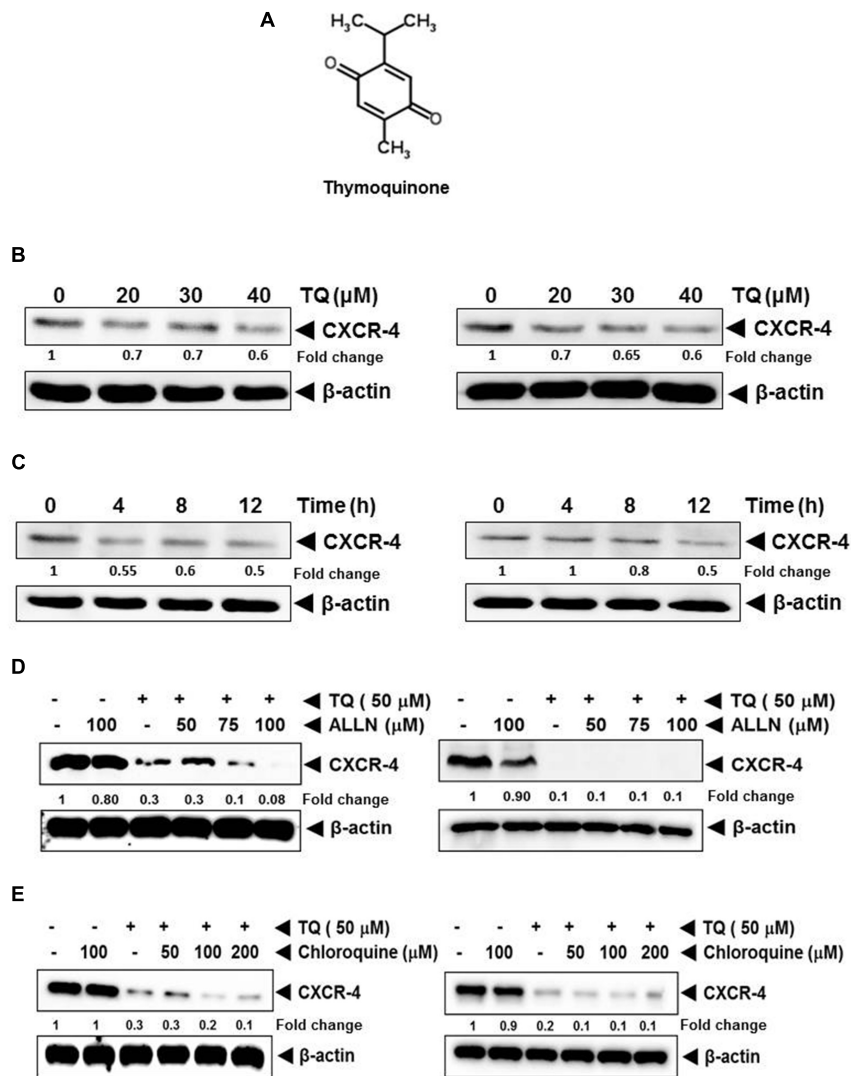 A
H₃C CH₃
O
O
CH₃
Thymoquinone
B
0 20 30 40 TQ (µM)
CXCR-4
1 0.7 0.7 0.6 Fold change
β-actin
0 20 30 40 TQ (µM)
CXCR-4
1 0.7 0.65 0.6 Fold change
β-actin
C
0 4 8 12 Time (h)
CXCR-4
1 0.55 0.6 0.5 Fold change
β-actin
0 4 8 12 Time (h)
CXCR-4
1 1 0.8 0.5 Fold change
β-actin
D
- - + + + + TQ ( 50 µM)
- 100 - 50 75 100 ALLN (µM)
CXCR-4
1 0.80 0.3 0.3 0.1 0.08 Fold change
β-actin
- - + + + + TQ ( 50 µM)
- 100 - 50 75 100 ALLN (µM)
CXCR-4
1 0.90 0.1 0.1 0.1 0.1 Fold change
β-actin
E
- - + + + + TQ ( 50 µM)
- 100 - 50 100 200 Chloroquine (µM)
CXCR-4
1 1 0.3 0.3 0.2 0.1 Fold change
β-actin
- - + + + + TQ ( 50 µM)
- 100 - 50 100 200 Chloroquine (µM)
CXCR-4
1 0.9 0.2 0.1 0.1 0.1 Fold change
β-actin